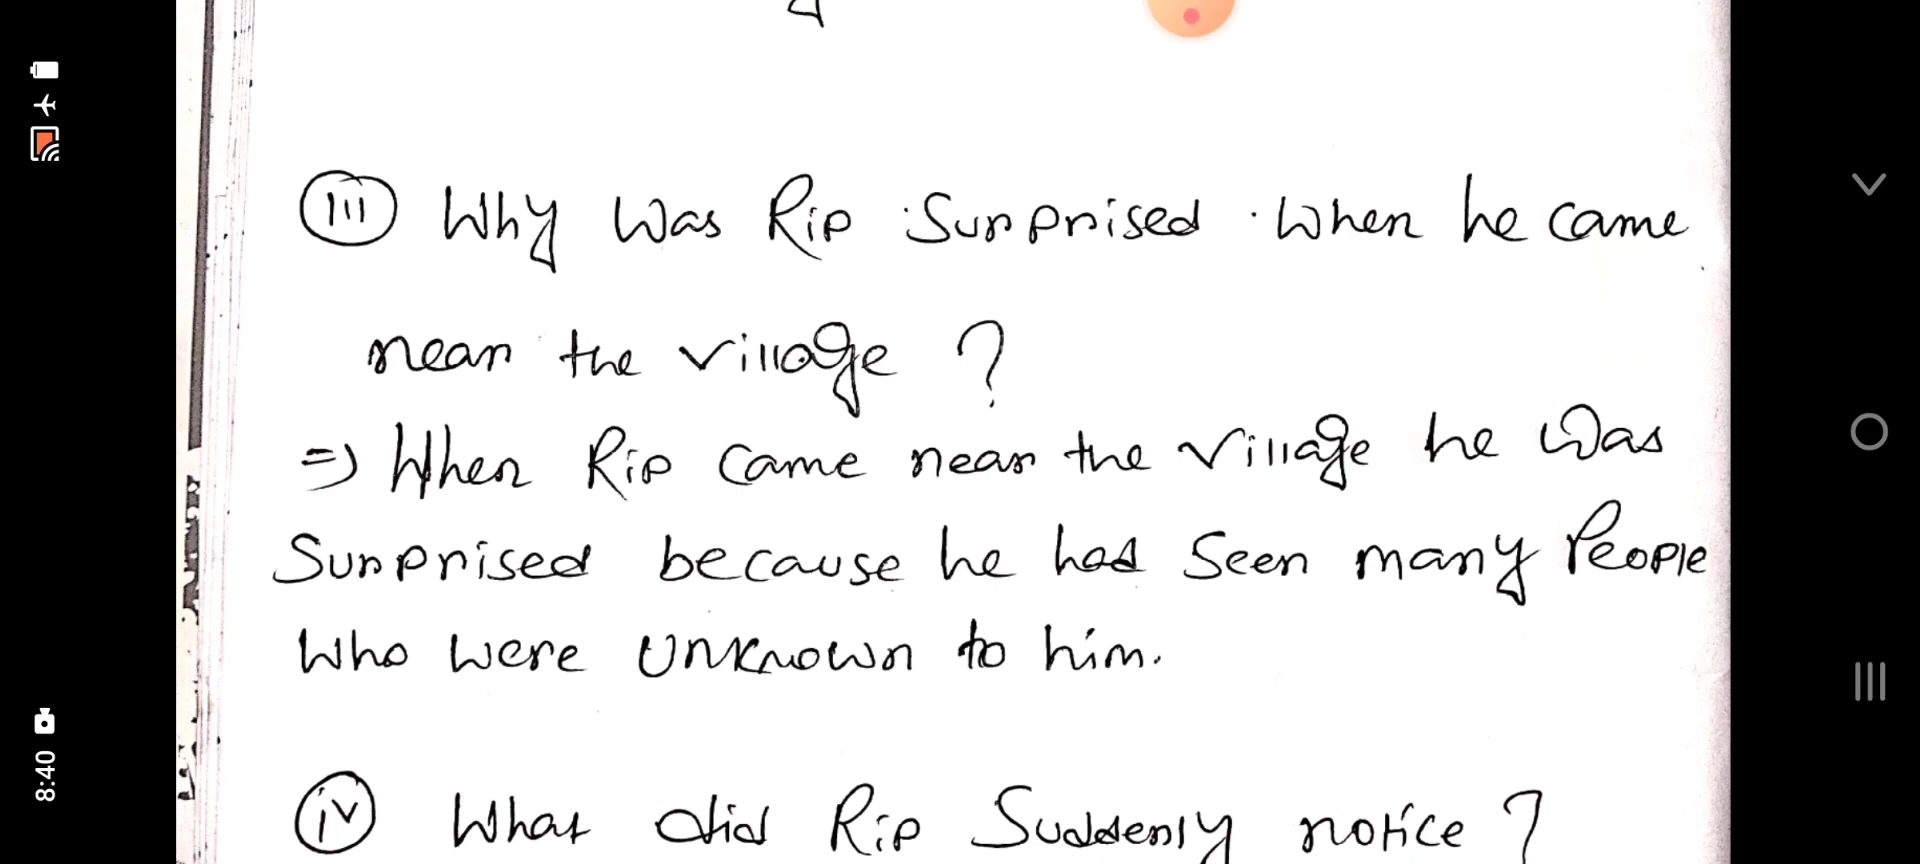 (iii) Why was Rip Surprised when he came
near the village ?
=> When Rip came near the village he was
Surprised because he had seen many People
who were unknown to him.
(iv) What did Rip Suddenly notice ?
8:40